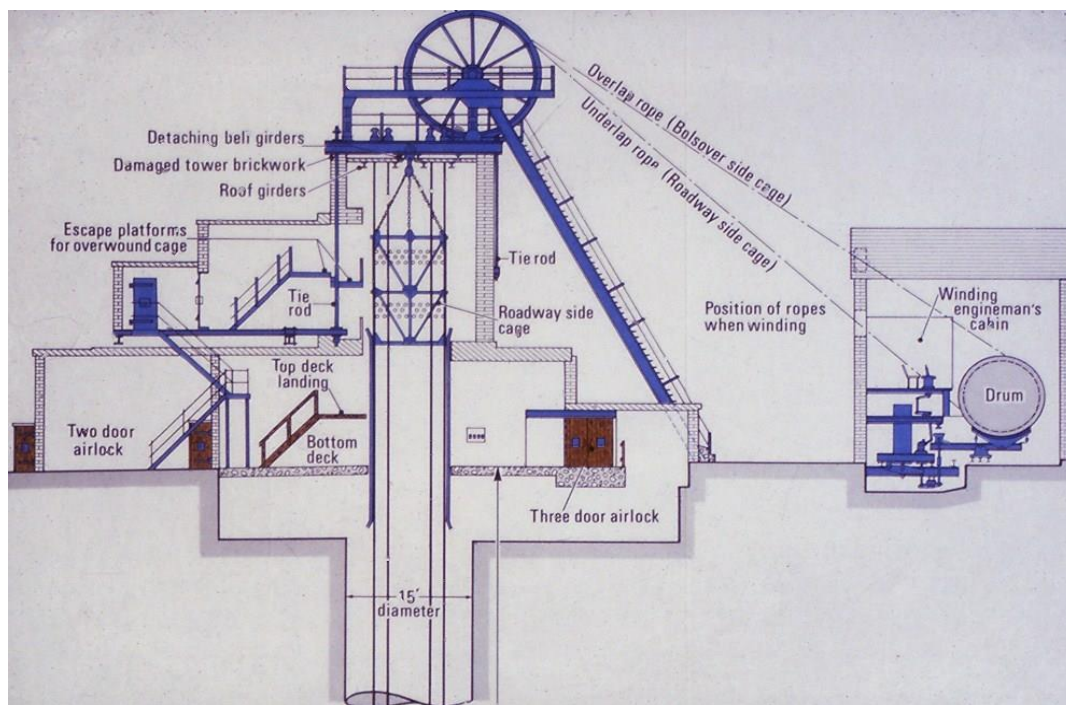 Overlap rope (Bolsover side cage)
Underlap rope (Roadway side cage)
Detaching bell girders
Damaged tower brickwork
Roof girders
Escape platforms
for overwound cage
Tie
rod
Tie rod
Roadway side
cage
Position of ropes
when winding
Winding
engineman's
cabin
Drum
Top deck
landing
Two door
airlock
Bottom
deck
Three door airlock
15'
diameter